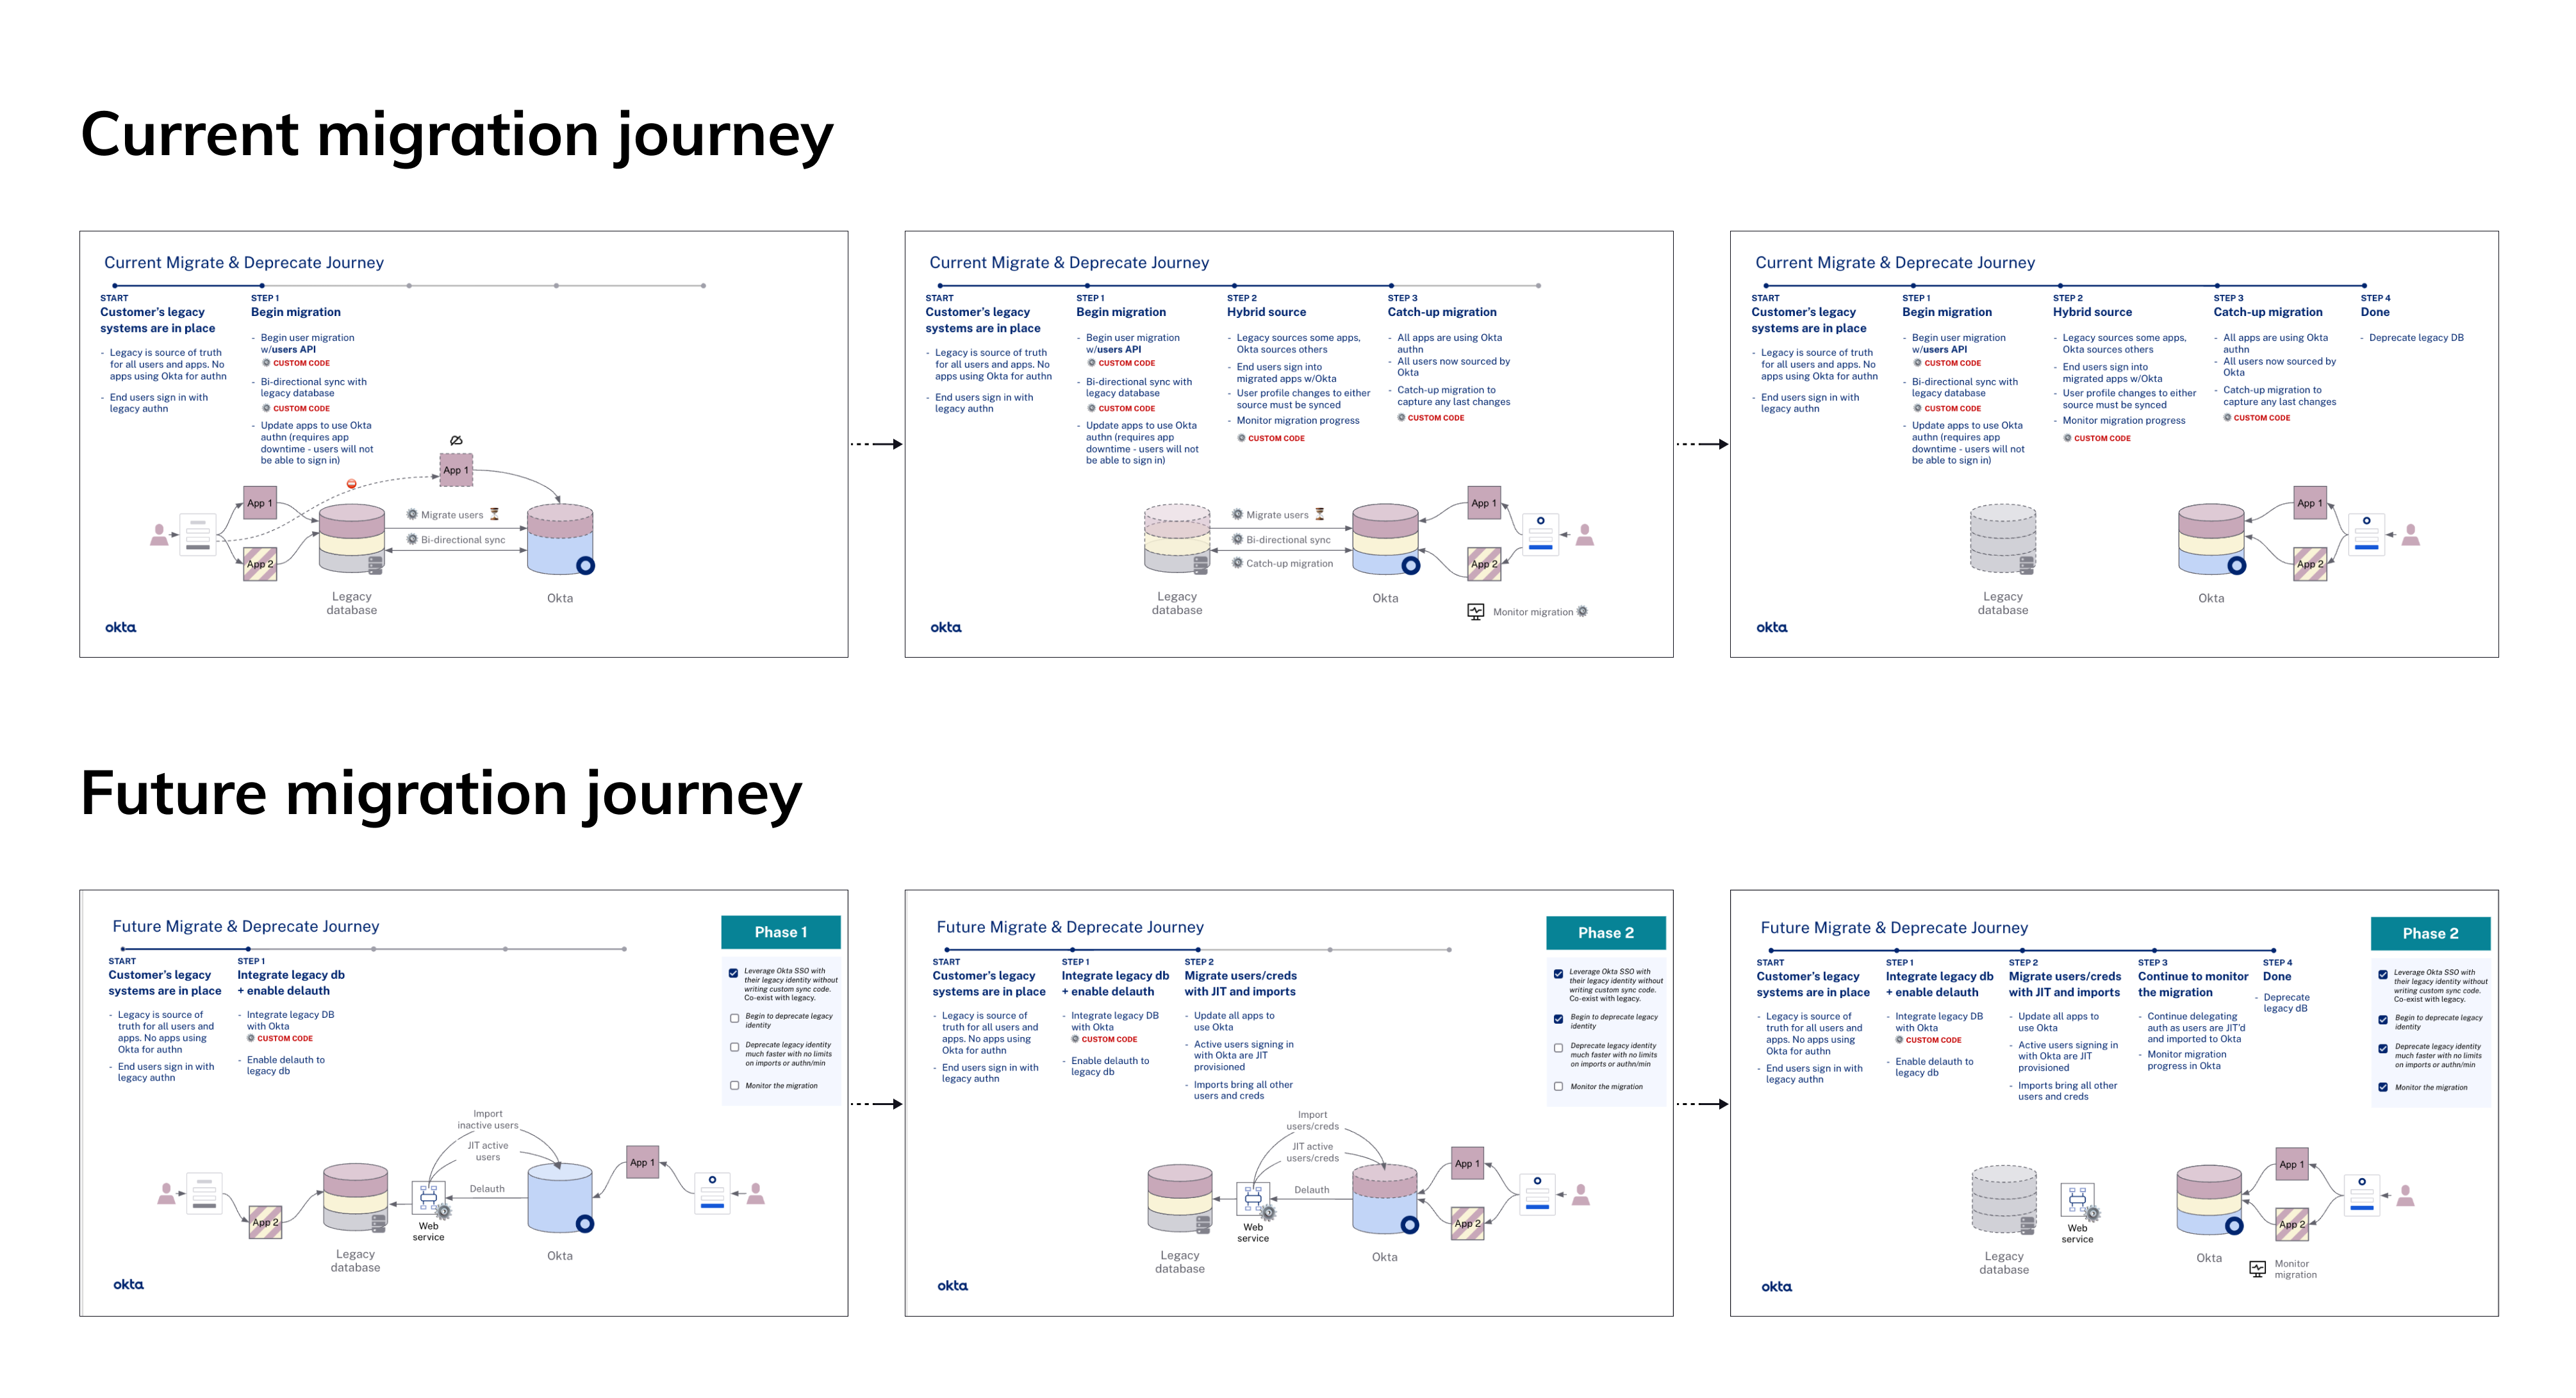 Current migration journey
Current Migrate & Deprecate Journey
START
Customer's legacy
systems are in place
- Legacy is source of truth
for all users and apps. No
apps using Okta for authn
- End users sign in with
legacy authn
STEP 1
Begin migration
- Begin user migration
w/users API
CUSTOM CODE
- Bi-directional sync with
legacy database
CUSTOM CODE
- Update apps to use Okta
authn (requires app
downtime - users will not
be able to sign in)
App 1
App 1
App 2
Migrate users
Bi-directional sync
Legacy
database
Okta
okta
Current Migrate & Deprecate Journey
START
Customer's legacy
systems are in place
- Legacy is source of truth
for all users and apps. No
apps using Okta for authn
- End users sign in with
legacy authn
STEP 1
Begin migration
- Begin user migration
w/users API
CUSTOM CODE
- Bi-directional sync with
legacy database
CUSTOM CODE
- Update apps to use Okta
authn (requires app
downtime - users will not
be able to sign in)
STEP 2
Hybrid source
- Legacy sources some apps,
Okta sources others
- End users sign into
migrated apps w/Okta
- User profile changes to either
source must be synced
- Monitor migration progress
CUSTOM CODE
STEP 3
Catch-up migration
- All apps are using Okta
authn
- All users now sourced by
Okta
- Catch-up migration to
capture any last changes
CUSTOM CODE
Migrate users
Bi-directional sync
Catch-up migration
App 1
App 2
Legacy
database
Okta
Monitor migration
okta
Current Migrate & Deprecate Journey
START
Customer's legacy
systems are in place
- Legacy is source of truth
for all users and apps. No
apps using Okta for authn
- End users sign in with
legacy authn
STEP 1
Begin migration
- Begin user migration
w/users API
CUSTOM CODE
- Bi-directional sync with
legacy database
CUSTOM CODE
- Update apps to use Okta
authn (requires app
downtime - users will not
be able to sign in)
STEP 2
Hybrid source
- Legacy sources some apps,
Okta sources others
- End users sign into
migrated apps w/Okta
- User profile changes to either
source must be synced
- Monitor migration progress
CUSTOM CODE
STEP 3
Catch-up migration
- All apps are using Okta
authn
- All users now sourced by
Okta
- Catch-up migration to
capture any last changes
CUSTOM CODE
STEP 4
Done
- Deprecate legacy DB
App 1
App 2
Legacy
database
Okta
okta
Future migration journey
Future Migrate & Deprecate Journey
START
Customer's legacy
systems are in place
- Legacy is source of
truth for all users and
apps. No apps using
Okta for authn
- End users sign in with
legacy authn
STEP 1
Integrate legacy db
+ enable delauth
- Integrate legacy DB
with Okta
CUSTOM CODE
- Enable delauth to
legacy db
Phase 1
Leverage Okta SSO with
their legacy identity without
writing custom sync code.
Co-exist with legacy.
Begin to deprecate legacy
identity
Deprecate legacy identity
much faster with no limits
on imports or authn/min
Monitor the migration
Import
inactive users
JIT active
users
Delauth
App 1
App 2
Web
service
Legacy
database
Okta
okta
Future Migrate & Deprecate Journey
START
Customer's legacy
systems are in place
- Legacy is source of
truth for all users and
apps. No apps using
Okta for authn
- End users sign in with
legacy authn
STEP 1
Integrate legacy db
+ enable delauth
- Integrate legacy DB
with Okta
CUSTOM CODE
- Enable delauth to
legacy db
STEP 2
Migrate users/creds
with JIT and imports
- Update all apps to
use Okta
- Active users signing in
with Okta are JIT
provisioned
- Imports bring all other
users and creds
Phase 2
Leverage Okta SSO with
their legacy identity without
writing custom sync code.
Co-exist with legacy.
Begin to deprecate legacy
identity
Deprecate legacy identity
much faster with no limits
on imports or authn/min
Monitor the migration
Import
users/creds
JIT active
users/creds
Delauth
App 1
App 2
Web
service
Legacy
database
Okta
okta
Future Migrate & Deprecate Journey
START
Customer's legacy
systems are in place
- Legacy is source of
truth for all users and
apps. No apps using
Okta for authn
- End users sign in with
legacy authn
STEP 1
Integrate legacy db
+ enable delauth
- Integrate legacy DB
with Okta
CUSTOM CODE
- Enable delauth to
legacy db
STEP 2
Migrate users/creds
with JIT and imports
- Update all apps to
use Okta
- Active users signing in
with Okta are JIT
provisioned
- Imports bring all other
users and creds
STEP 3
Continue to monitor
the migration
- Continue delegating
auth as users are JIT'd
and imported to Okta
- Monitor migration
progress in Okta
STEP 4
Done
- Deprecate
legacy dB
Phase 2
Leverage Okta SSO with
their legacy identity without
writing custom sync code.
Co-exist with legacy.
Begin to deprecate legacy
identity
Deprecate legacy identity
much faster with no limits
on imports or authn/min
Monitor the migration
App 1
App 2
Web
service
Legacy
database
Okta
Monitor
migration
okta